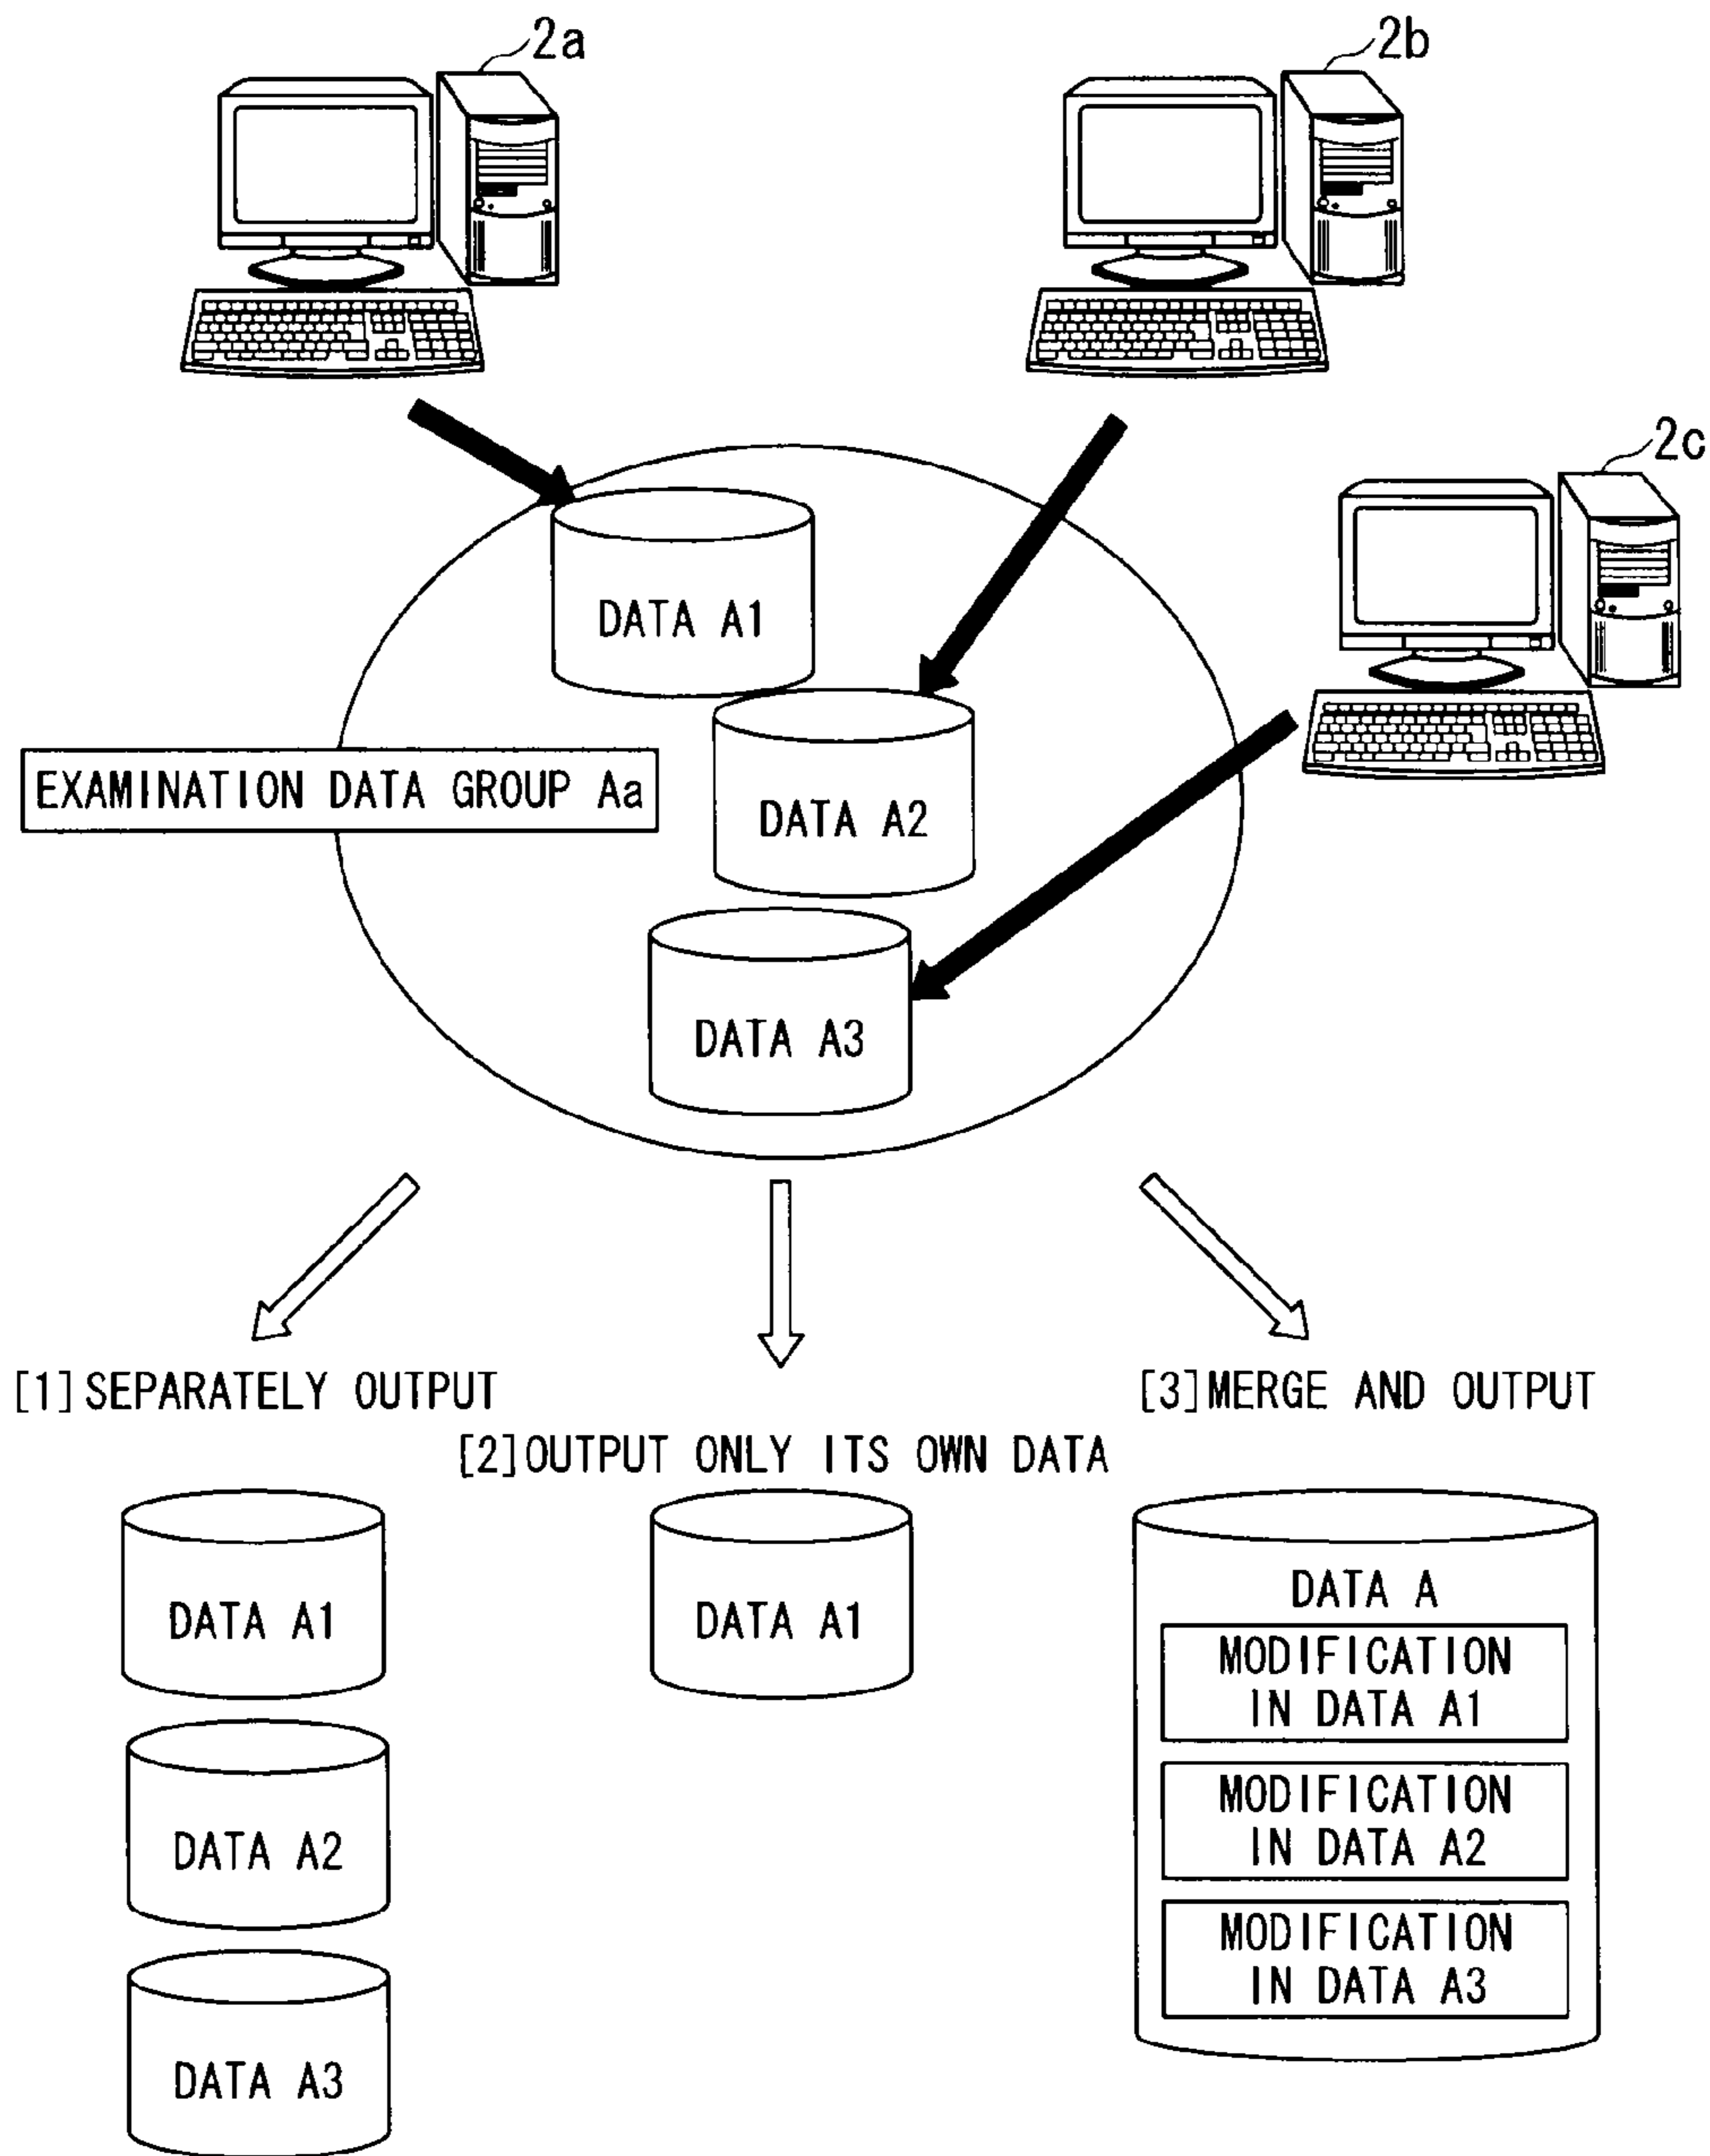 2a
2b
2c
DATA A1
EXAMINATION DATA GROUP Aa
DATA A2
DATA A3
[1]SEPARATELY OUTPUT
[2]OUTPUT ONLY ITS OWN DATA
[3]MERGE AND OUTPUT
DATA A1
DATA A2
DATA A3
DATA A1
DATA A
MODIFICATION
IN DATA A1
MODIFICATION
IN DATA A2
MODIFICATION
IN DATA A3